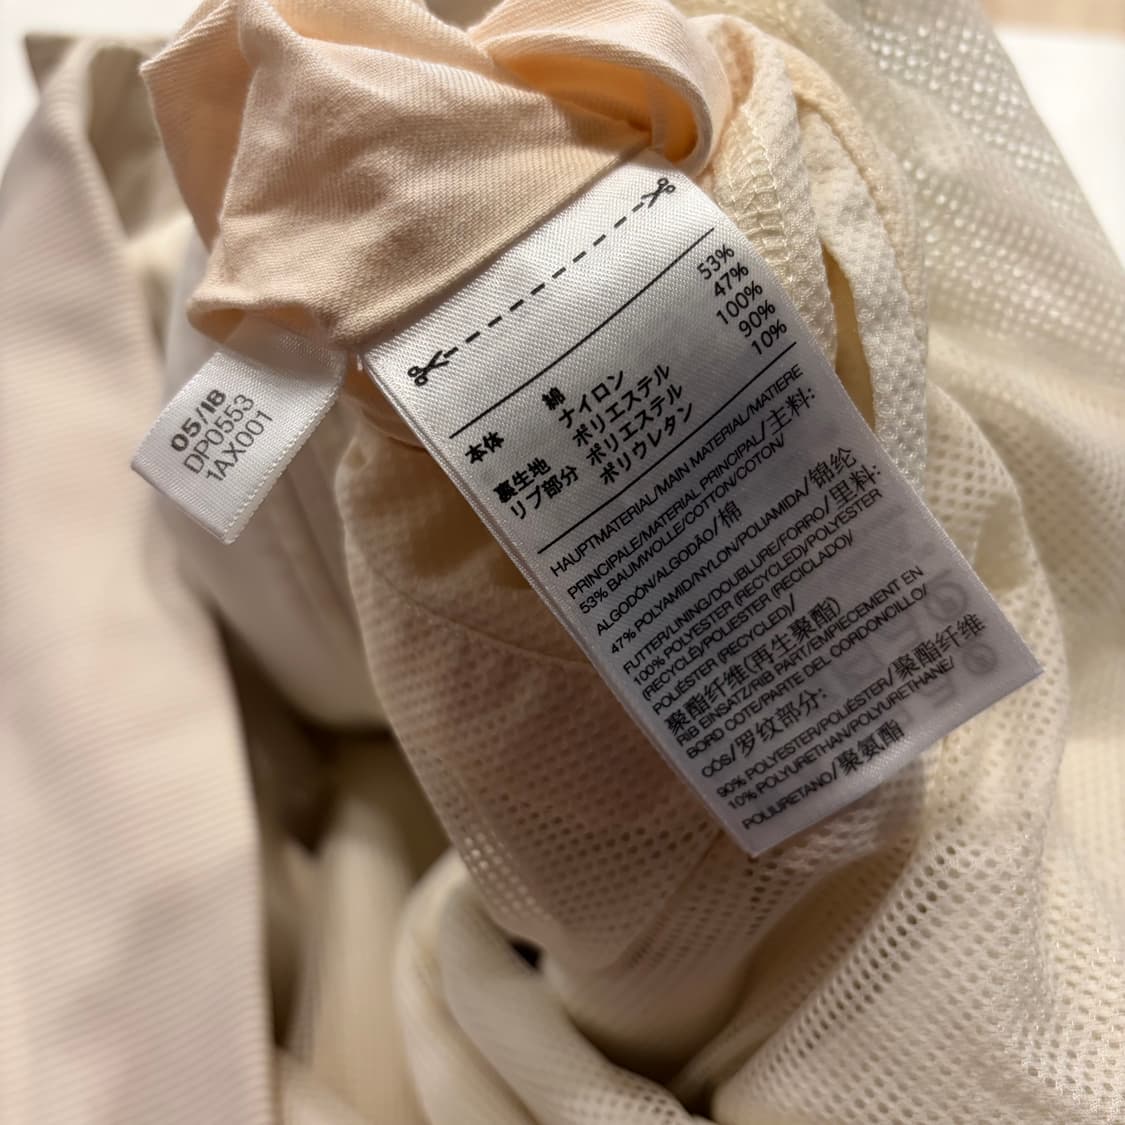 05/18
DP0553
1AX001
本体 綿 53%
ナイロン 47%
裏生地 ポリエステル 100%
リブ部分 ポリエステル 90%
ポリウレタン 10%
HAUPTMATERIAL/MAIN MATERIAL/MATIÈRE
PRINCIPALE/MATERIAL PRINCIPAL/主料:
53% BAUMWOLLE/COTTON/COTON/
ALGODÓN/ALGODÃO/棉
47% POLYAMID/NYLON/POLIAMIDA/锦纶
FUTTER/LINING/DOUBLURE/FORRO/里料:
100% POLYESTER (RECYCLED)/POLYESTER
(RECYCLÉ)/POLIÉSTER (RECICLADO)/
POLIÉSTER (RECYCLED)/
聚酯纤维(再生聚酯)
RIB EINSATZ/RIB PART/EMPIÈCEMENT EN
BORD CÔTE/PARTE DEL CORDONCILLO/
CÓS/罗纹部分:
90% POLYESTER/POLIÉSTER/聚酯纤维
10% POLYURETHAN/POLYURETHANE/
POLIURETANO/聚氨酯